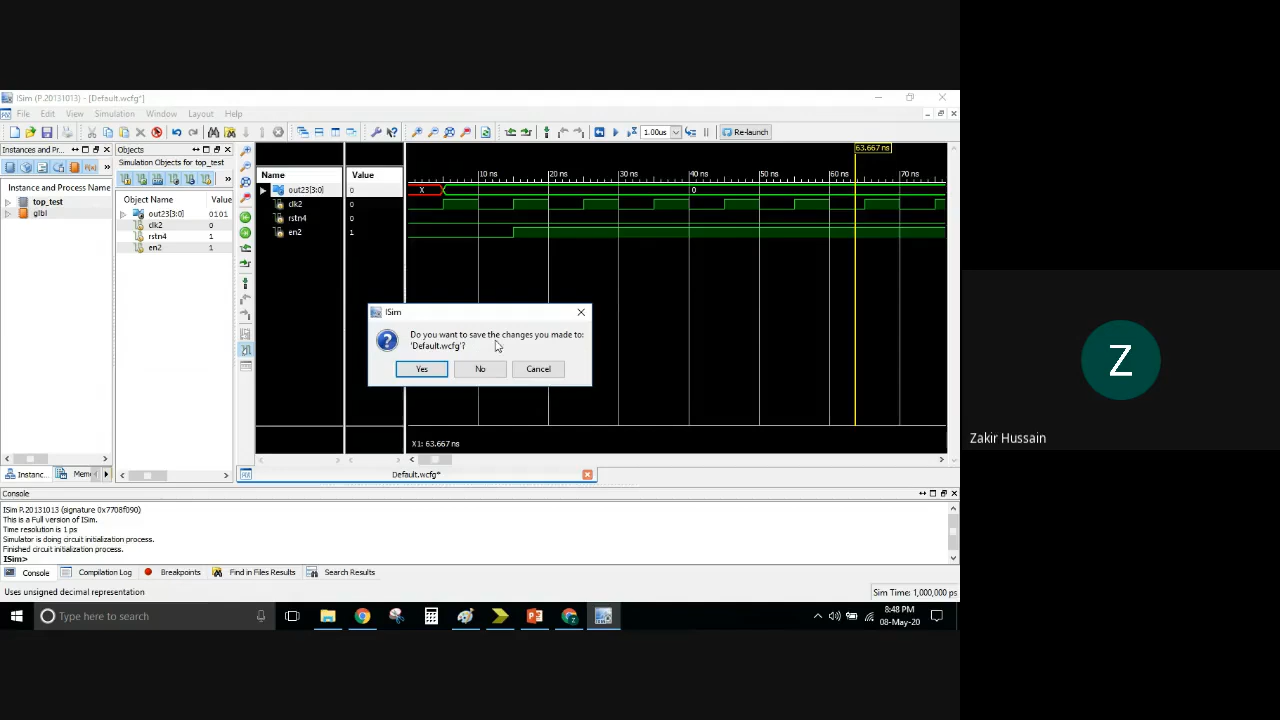 ISim (P.20131013) - [Default.wcfg*]
File Edit View Simulation Window Layout Help
1.00us Re-launch
Instances and Pr...
Objects
Simulation Objects for top_test
Instance and Process Name
top_test
glbl
Object Name Value
out23[3:0] 0101
clk2 0
rstn4 1
en2 1
Name Value
out23[3:0] 0
clk2 0
rstn4 0
en2 1
63.667 ns
10 ns 20 ns 30 ns 40 ns 50 ns 60 ns 70 ns
X 0
ISim
Do you want to save the changes you made to:
'Default.wcfg'?
Yes No Cancel
X1: 63.667 ns
Instanc... Mem
Default.wcfg*
Console
ISim P.20131013 (signature 0x7708f090)
This is a Full version of ISim.
Time resolution is 1 ps
Simulator is doing circuit initialization process.
Finished circuit initialization process.
ISim>
Console Compilation Log Breakpoints Find in Files Results Search Results
Uses unsigned decimal representation
Sim Time: 1,000,000 ps
Type here to search
8:48 PM
08-May-20
Z
Zakir Hussain